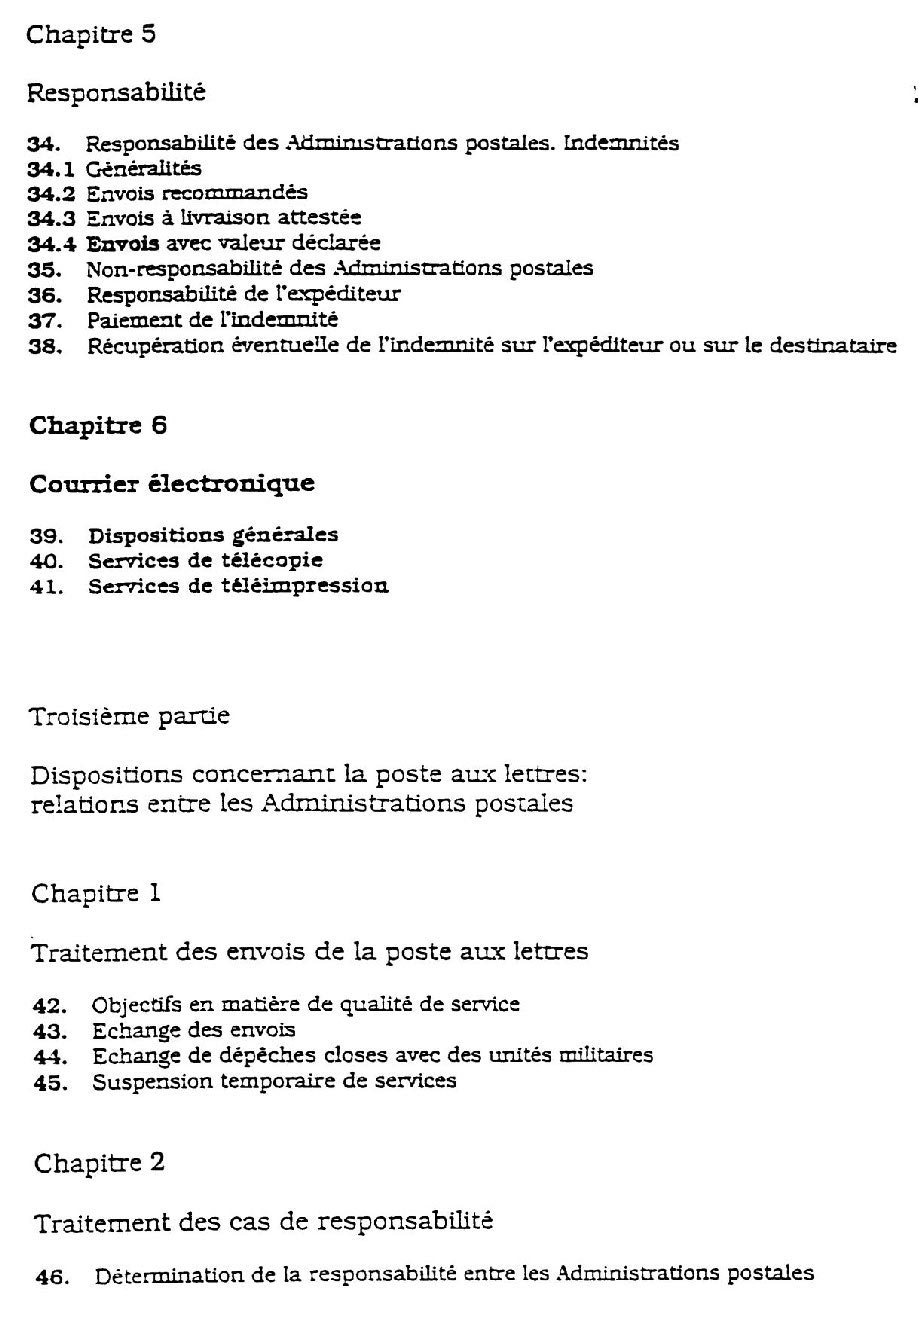 Chapitre 5
Responsabilité
34. Responsabilité des Administrations postales. Indemnités
34.1 Généralités
34.2 Envois recommandés
34.3 Envois à livraison attestée
34.4 Envois avec valeur déclarée
35. Non-responsabilité des Administrations postales
36. Responsabilité de l'expéditeur
37. Paiement de l'indemnité
38. Récupération éventuelle de l'indemnité sur l'expéditeur ou sur le destinataire
Chapitre 6
Courrier électronique
39. Dispositions générales
40. Services de télécopie
41. Services de téléimpression
Troisième partie
Dispositions concernant la poste aux lettres:
relations entre les Administrations postales
Chapitre 1
Traitement des envois de la poste aux lettres
42. Objectifs en matière de qualité de service
43. Echange des envois
44. Echange de dépêches closes avec des unités militaires
45. Suspension temporaire de services
Chapitre 2
Traitement des cas de responsabilité
46. Détermination de la responsabilité entre les Administrations postales